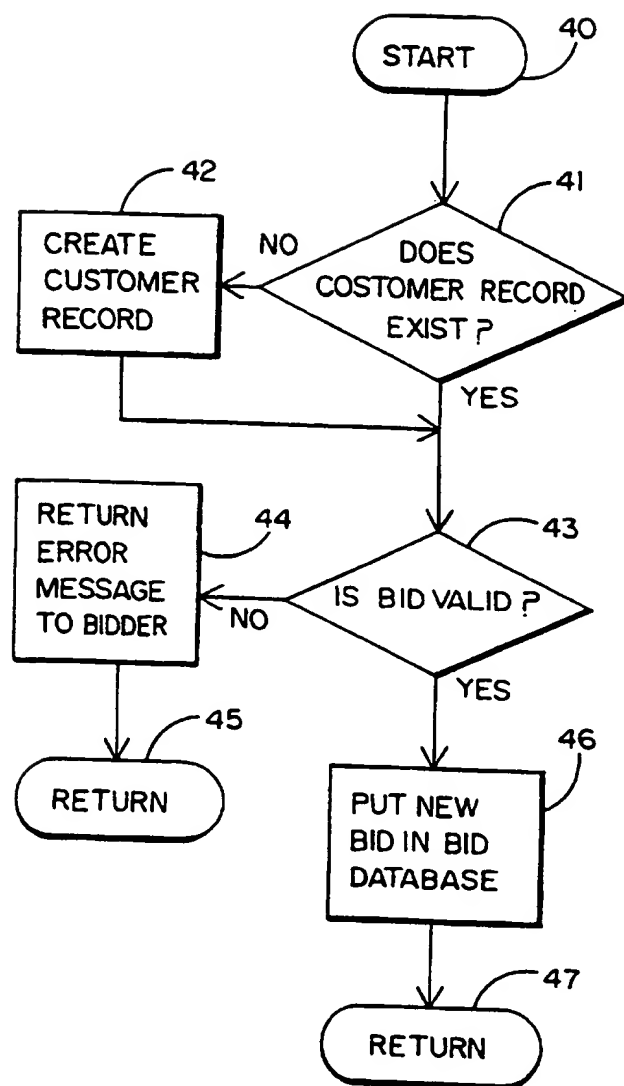 START
40
41
DOES
COSTOMER RECORD
EXIST?
NO
42
CREATE
CUSTOMER
RECORD
YES
43
IS BID VALID?
NO
44
RETURN
ERROR
MESSAGE
TO BIDDER
45
RETURN
YES
46
PUT NEW
BID IN BID
DATABASE
47
RETURN